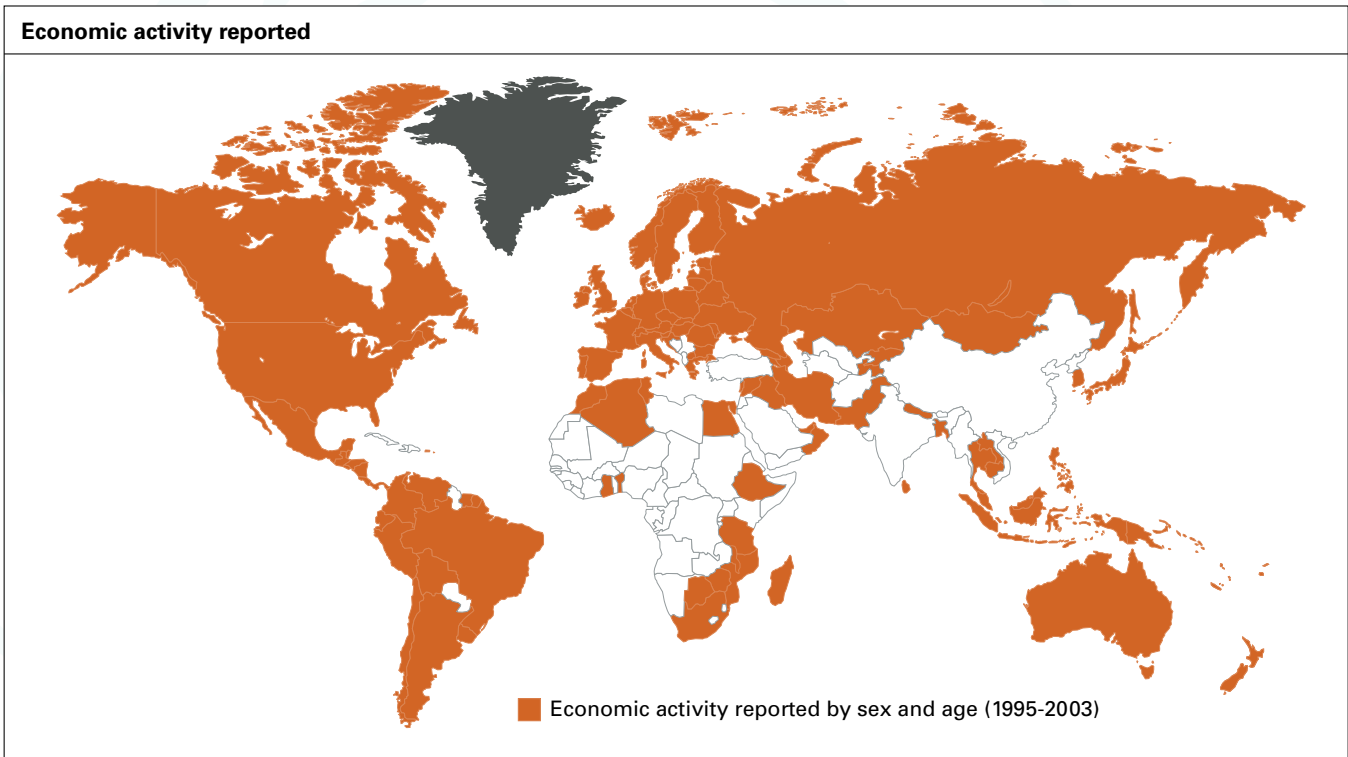 Economic activity reported
Economic activity reported by sex and age (1995-2003)